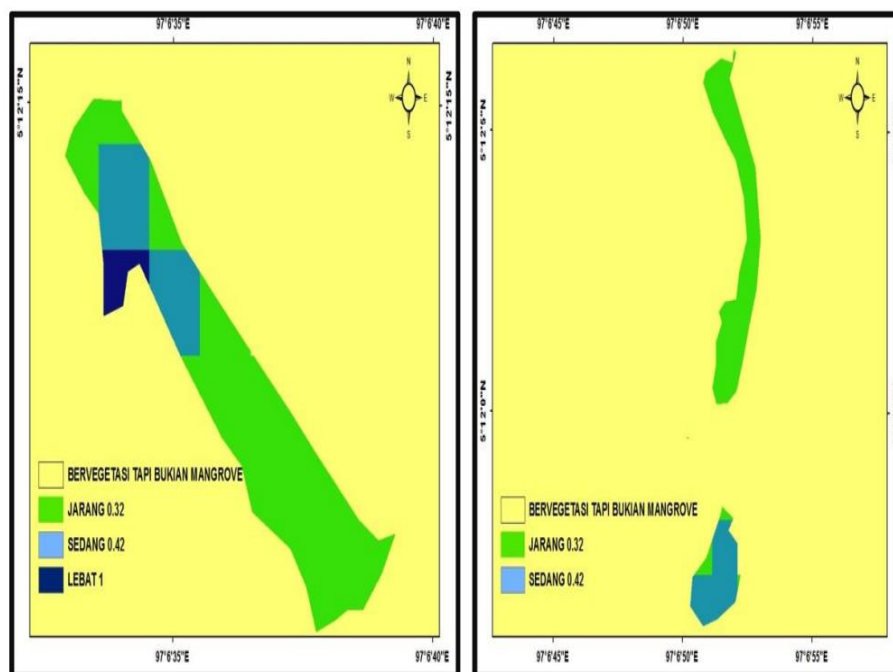 97°6'35"E
97°6'40"E
N
W
E
S
5°12'15"N
5°12'15"N
BERVEGETASI TAPI BUKIAN MANGROVE
JARANG 0.32
SEDANG 0.42
LEBAT 1
97°6'35"E
97°6'40"E
97°6'45"E
97°6'50"E
97°6'55"E
N
W
E
S
5°12'5"N
5°12'0"N
BERVEGETASI TAPI BUKIAN MANGROVE
JARANG 0.32
SEDANG 0.42
97°6'45"E
97°6'50"E
97°6'55"E